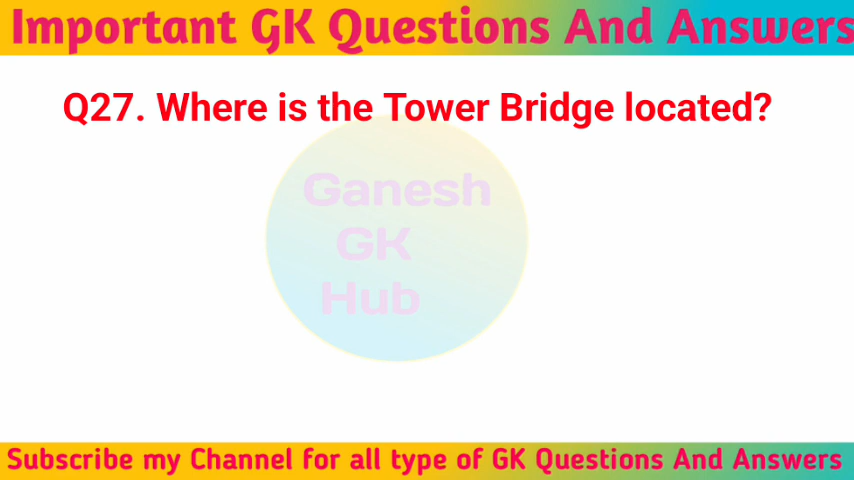 Important GK Questions And Answers
Q27. Where is the Tower Bridge located?
Ganesh
GK
Hub
Subscribe my Channel for all type of GK Questions And Answers